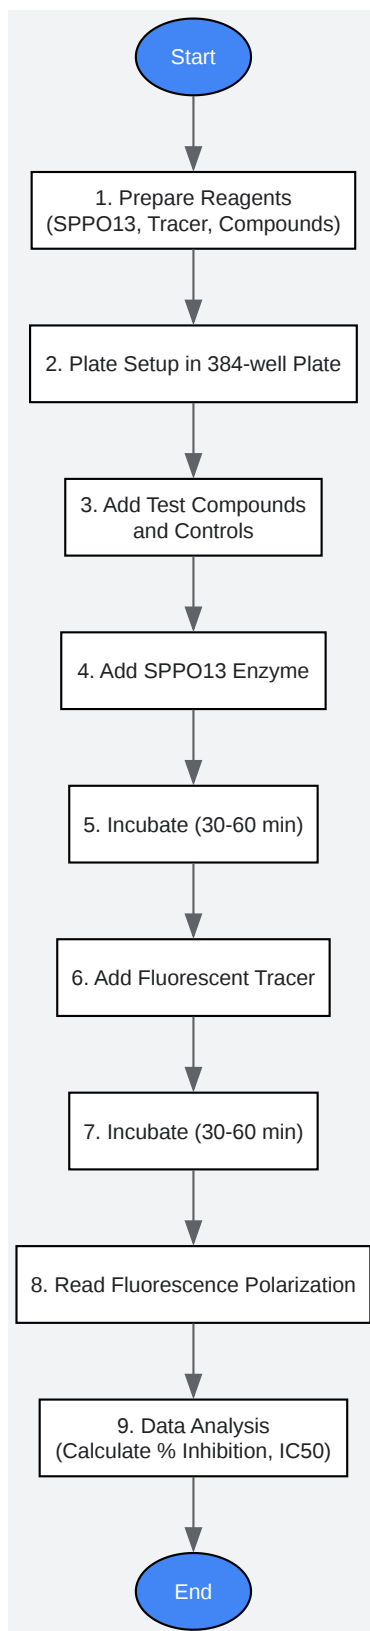 Start
1. Prepare Reagents
(SPPO13, Tracer, Compounds)
2. Plate Setup in 384-well Plate
3. Add Test Compounds
and Controls
4. Add SPPO13 Enzyme
5. Incubate (30-60 min)
6. Add Fluorescent Tracer
7. Incubate (30-60 min)
8. Read Fluorescence Polarization
9. Data Analysis
(Calculate % Inhibition, IC50)
End